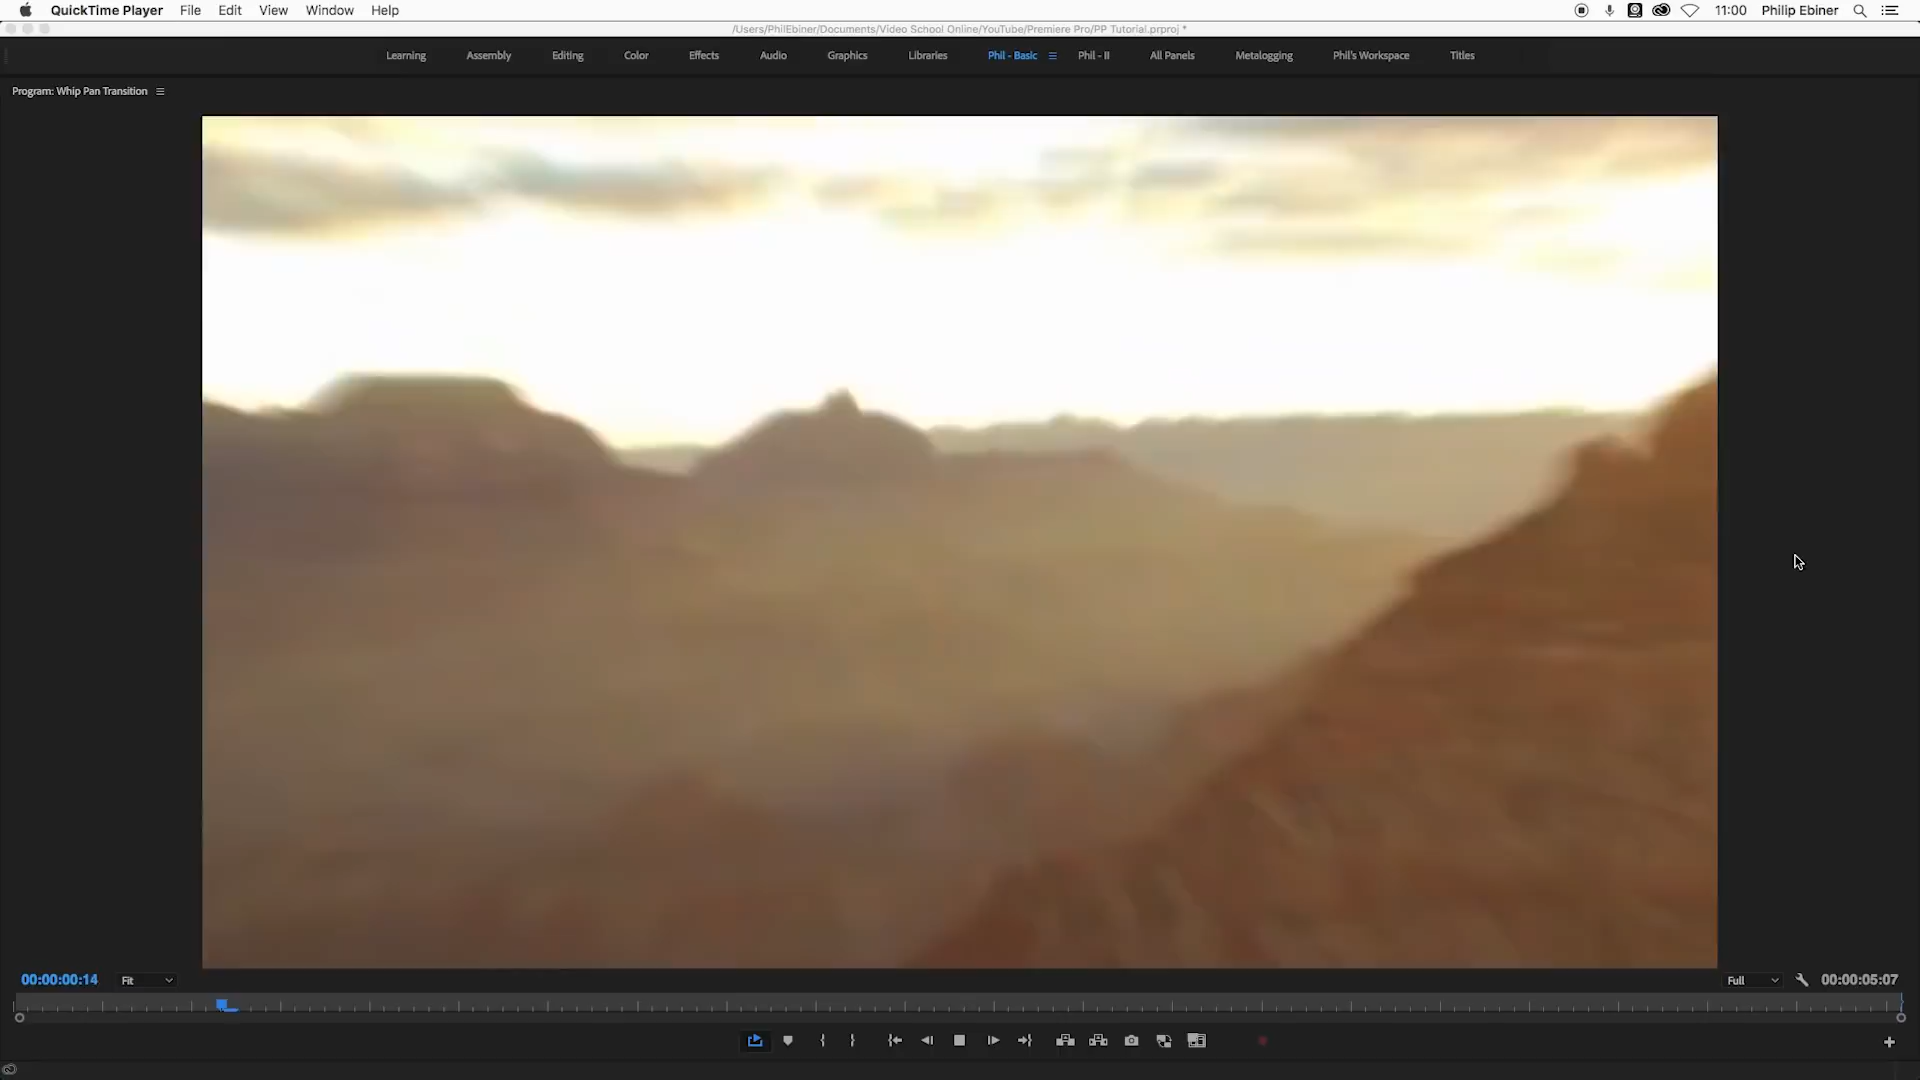 QuickTime Player File Edit View Window Help 11:00 Philip Ebiner
/Users/PhilEbiner/Documents/Video School Online/YouTube/Premiere Pro/PP Tutorial.prproj *
Learning Assembly Editing Color Effects Audio Graphics Libraries Phil - Basic Phil - II All Panels Metalogging Phil's Workspace Titles
Program: Whip Pan Transition
00:00:00:14 Fit Full 00:00:05:07